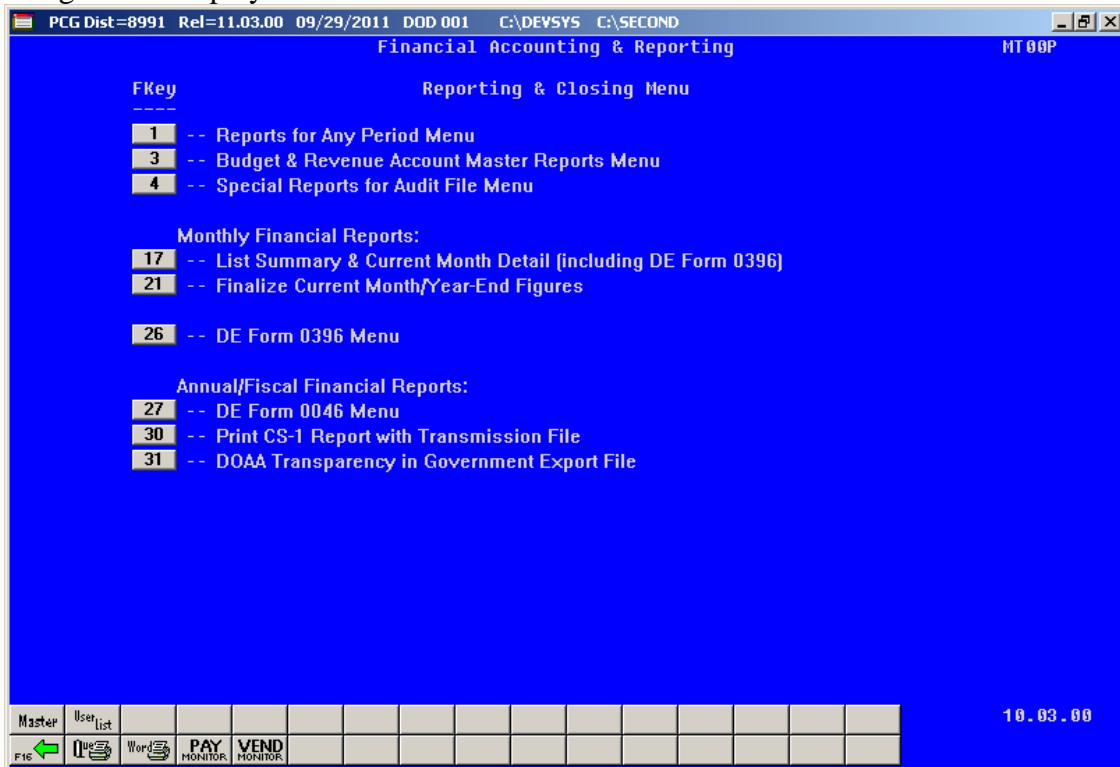 PCG Dist=8991 Rel=11.03.00 09/29/2011 DOD 001 C:\DEVSYS C:\SECOND
Financial Accounting & Reporting MT00P
FKey Reporting & Closing Menu
----
1 -- Reports for Any Period Menu
3 -- Budget & Revenue Account Master Reports Menu
4 -- Special Reports for Audit File Menu
Monthly Financial Reports:
17 -- List Summary & Current Month Detail (including DE Form 0396)
21 -- Finalize Current Month/Year-End Figures
26 -- DE Form 0396 Menu
Annual/Fiscal Financial Reports:
27 -- DE Form 0046 Menu
30 -- Print CS-1 Report with Transmission File
31 -- DOAA Transparency in Government Export File
Master User List 10.03.00
F16 Que Word PAY MONITOR VEND MONITOR